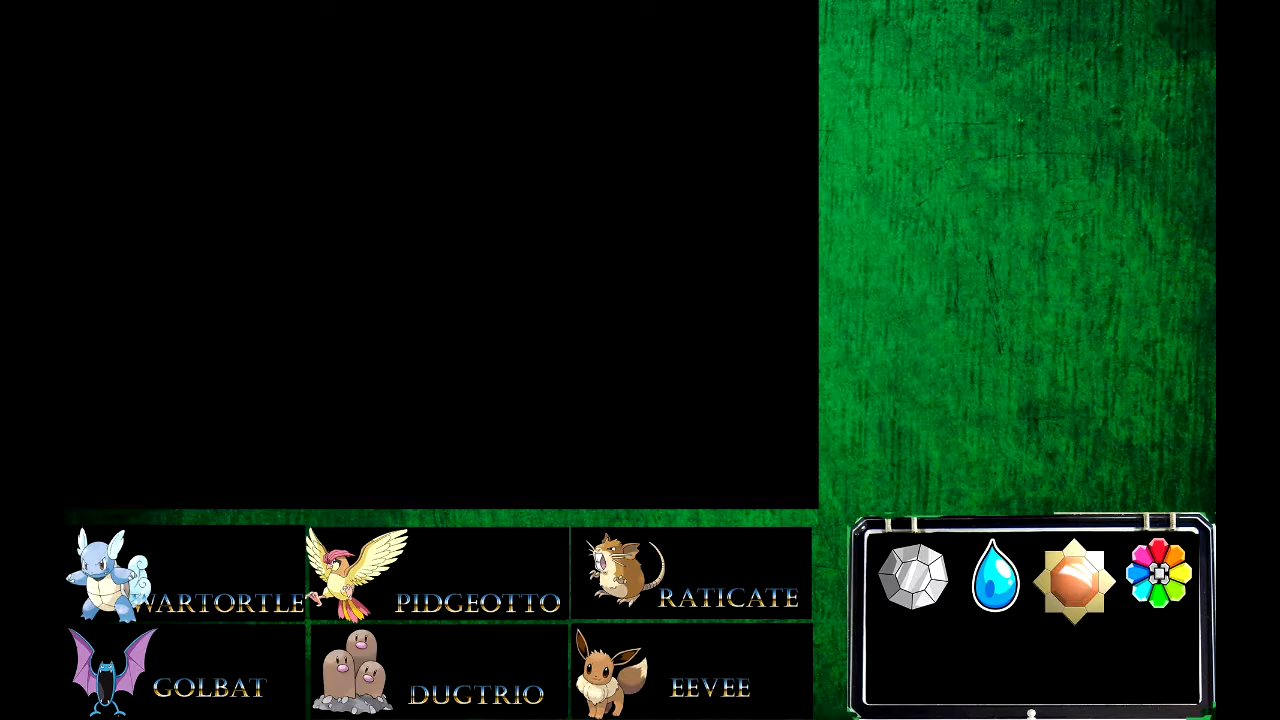 WARTORTLE
PIDGEOTTO
RATICATE
GOLBAT
DUGTRIO
EEVEE